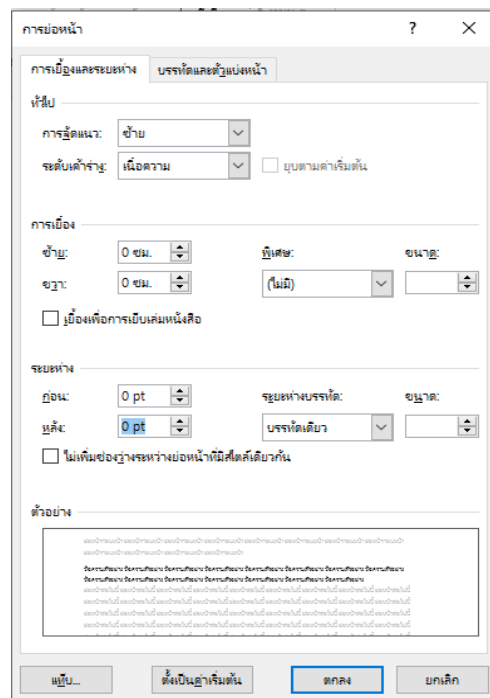 การย่อหน้า ? ×
การเยื้องและระยะห่าง บรรทัดและตัวแบ่งหน้า
ทั่วไป
การจัดแนว: ซ้าย
ระดับเค้าร่าง: เนื้อความ ยุบตามค่าเริ่มต้น
การเยื้อง
ซ้าย: 0 ซม. พิเศษ: ขนาด:
ขวา: 0 ซม. (ไม่มี)
เยื้องเพื่อการเย็บเล่มหนังสือ
ระยะห่าง
ก่อน: 0 pt ระยะห่างบรรทัด: ขนาด:
หลัง: 0 pt บรรทัดเดียว
ไม่เพิ่มช่องว่างระหว่างย่อหน้าที่มีสไตล์เดียวกัน
ตัวอย่าง
แท็บ... ตั้งเป็นค่าเริ่มต้น ตกลง ยกเลิก